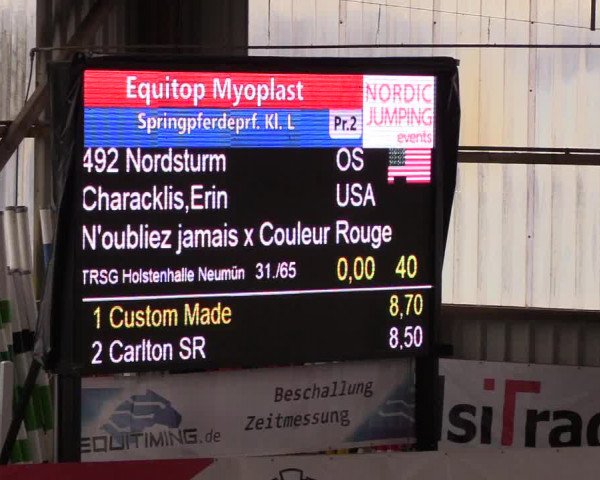 Equitop Myoplast
Springpferdeprf. Kl. L Pr.2
NORDIC
JUMPING
events
492 Nordsturm OS
Characklis,Erin USA
N'oubliez jamais x Couleur Rouge
TRSG Holstenhalle Neumün 31./65 0,00 40
1 Custom Made 8,70
2 Carlton SR 8,50
EQUITIMING.de
Beschallung
Zeitmessung
siTrad